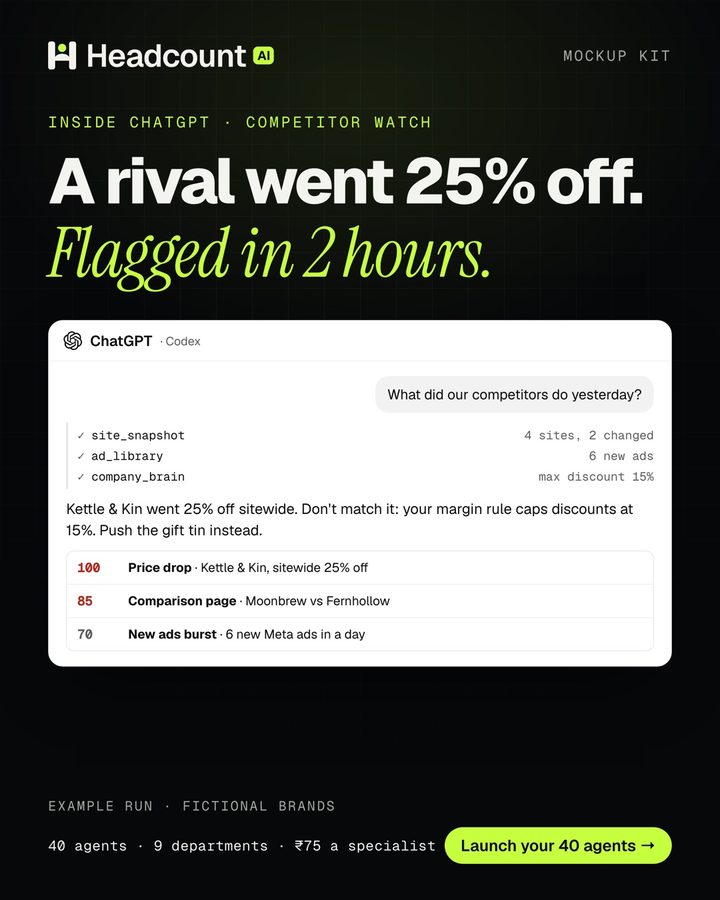 Headcount AI
MOCKUP KIT
INSIDE CHATGPT · COMPETITOR WATCH
A rival went 25% off.
Flagged in 2 hours.
ChatGPT · Codex
What did our competitors do yesterday?
✓ site_snapshot 4 sites, 2 changed
✓ ad_library 6 new ads
✓ company_brain max discount 15%
Kettle & Kin went 25% off sitewide. Don't match it: your margin rule caps discounts at
15%. Push the gift tin instead.
100 Price drop · Kettle & Kin, sitewide 25% off
85 Comparison page · Moonbrew vs Fernhollow
70 New ads burst · 6 new Meta ads in a day
EXAMPLE RUN · FICTIONAL BRANDS
40 agents · 9 departments · ₹75 a specialist
Launch your 40 agents →